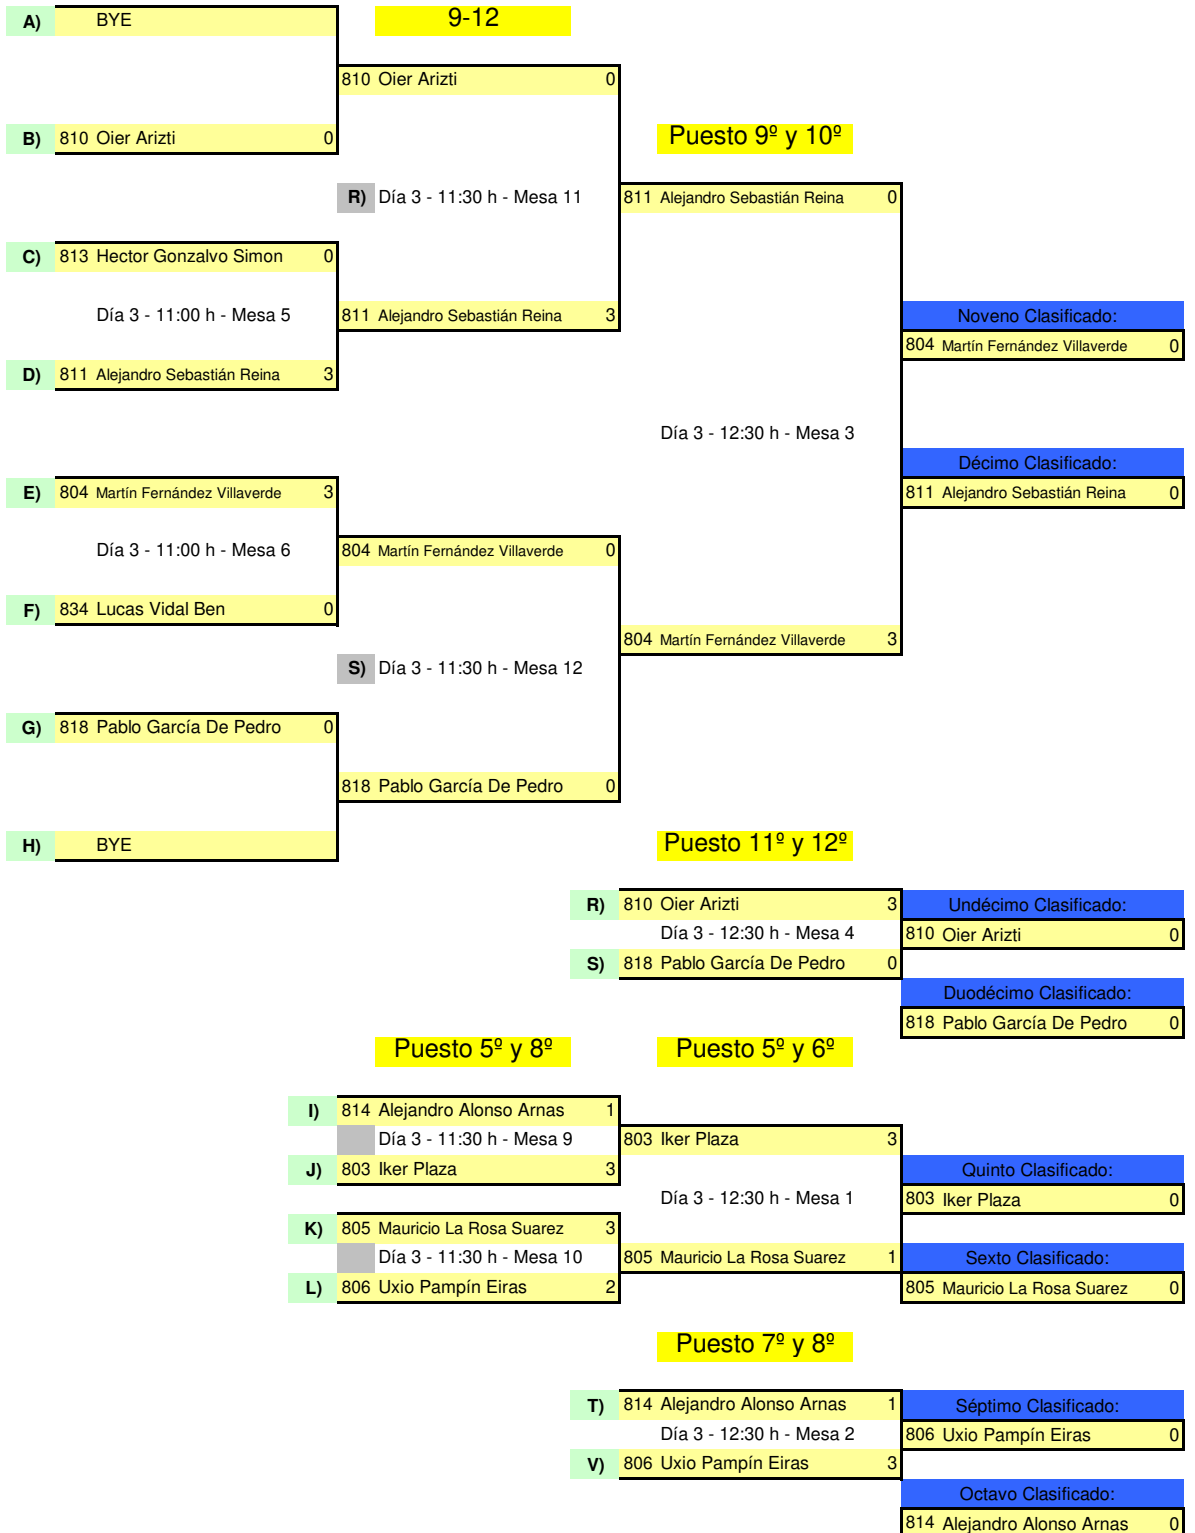 A) BYE 9-12
810 Oier Arizti 0
B) 810 Oier Arizti 0 Puesto 9º y 10º
R) Día 3 - 11:30 h - Mesa 11 811 Alejandro Sebastián Reina 0
C) 813 Hector Gonzalvo Simon 0
Día 3 - 11:00 h - Mesa 5 811 Alejandro Sebastián Reina 3 Noveno Clasificado:
804 Martín Fernández Villaverde 0
D) 811 Alejandro Sebastián Reina 3
Día 3 - 12:30 h - Mesa 3
Décimo Clasificado:
E) 804 Martín Fernández Villaverde 3 811 Alejandro Sebastián Reina 0
Día 3 - 11:00 h - Mesa 6 804 Martín Fernández Villaverde 0
F) 834 Lucas Vidal Ben 0
804 Martín Fernández Villaverde 3
S) Día 3 - 11:30 h - Mesa 12
G) 818 Pablo García De Pedro 0
818 Pablo García De Pedro 0
H) BYE Puesto 11º y 12º
R) 810 Oier Arizti 3 Undécimo Clasificado:
Día 3 - 12:30 h - Mesa 4 810 Oier Arizti 0
S) 818 Pablo García De Pedro 0
Duodécimo Clasificado:
818 Pablo García De Pedro 0
Puesto 5º y 8º Puesto 5º y 6º
I) 814 Alejandro Alonso Arnas 1
Día 3 - 11:30 h - Mesa 9 803 Iker Plaza 3
J) 803 Iker Plaza 3 Quinto Clasificado:
Día 3 - 12:30 h - Mesa 1 803 Iker Plaza 0
K) 805 Mauricio La Rosa Suarez 3
Día 3 - 11:30 h - Mesa 10 805 Mauricio La Rosa Suarez 1 Sexto Clasificado:
L) 806 Uxio Pampín Eiras 2 805 Mauricio La Rosa Suarez 0
Puesto 7º y 8º
T) 814 Alejandro Alonso Arnas 1 Séptimo Clasificado:
Día 3 - 12:30 h - Mesa 2 806 Uxio Pampín Eiras 0
V) 806 Uxio Pampín Eiras 3
Octavo Clasificado:
814 Alejandro Alonso Arnas 0